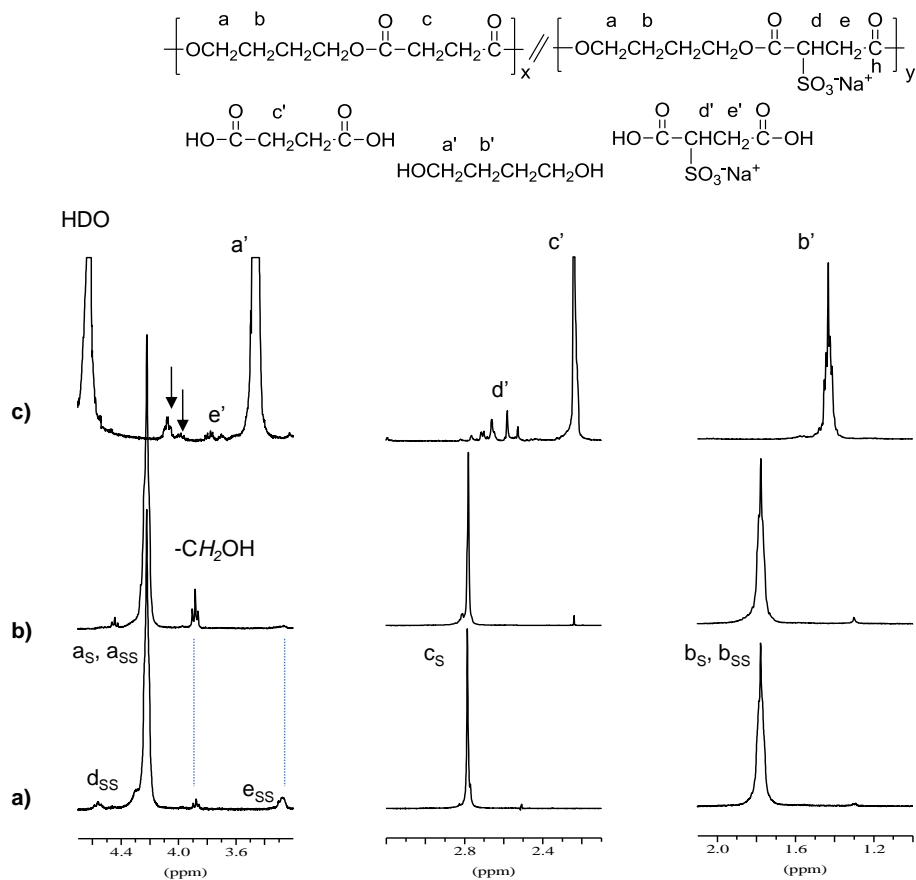 a b c a b d e
O O O O
OCH₂CH₂CH₂CH₂O–C–CH₂CH₂–C x OCH₂CH₂CH₂CH₂O–C–CH–CH₂–C y
h
SO₃⁻Na⁺
c' d' e'
O O O O
HO–C–CH₂CH₂–C–OH HO–C–CH–CH₂–C–OH
a' b'
HOCH₂CH₂CH₂CH₂OH SO₃⁻Na⁺
HDO
a’ c’ b’
d’
e’
c)
-CH₂OH
b)
aS, aSS cS bS, bSS
dSS eSS
a)
4.4 4.0 3.6 2.8 2.4 2.0 1.6 1.2
(ppm) (ppm) (ppm)